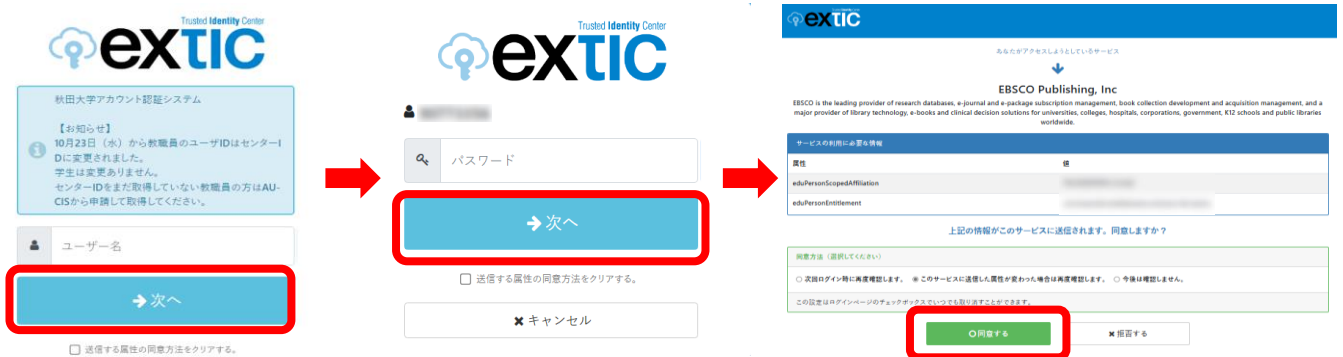 Trusted Identity Center
extic
秋田大学アカウント認証システム
【お知らせ】
10月23日（水）から教職員のユーザIDはセンターI
Dに変更されました。
学生は変更ありません。
センターIDをまだ取得していない教職員の方はAU-
CISから申請して取得してください。
ユーザー名
次へ
送信する属性の同意方法をクリアする。
Trusted Identity Center
extic
パスワード
次へ
送信する属性の同意方法をクリアする。
キャンセル
extic
あなたがアクセスしようとしているサービス
EBSCO Publishing, Inc
EBSCO is the leading provider of research databases, e-journal and e-package subscription management, book collection development and acquisition management, and a
major provider of library technology, e-books and clinical decision solutions for universities, colleges, hospitals, corporations, government, K12 schools and public libraries
worldwide.
サービスの利用に必要な情報
属性 値
eduPersonScopedAffiliation
eduPersonEntitlement
上記の情報がこのサービスに送信されます。同意しますか？
同意方法（選択してください）
次回ログイン時に再度確認します。 このサービスに送信した属性が変わった場合は再度確認します。 今後は確認しません。
この設定はログインページのチェックボックスでいつでも取り消すことができます。
同意する 拒否する